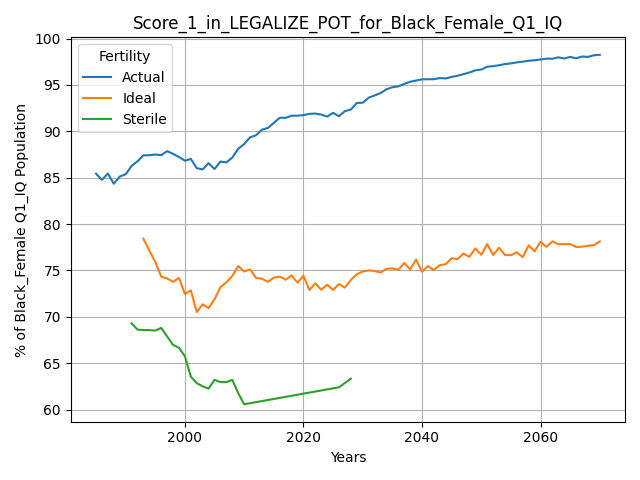 Score_1_in_LEGALIZE_POT_for_Black_Female_Q1_IQ
Fertility
Actual
Ideal
Sterile
% of Black_Female Q1_IQ Population
100
95
90
85
80
75
70
65
60
2000
2020
2040
2060
Years